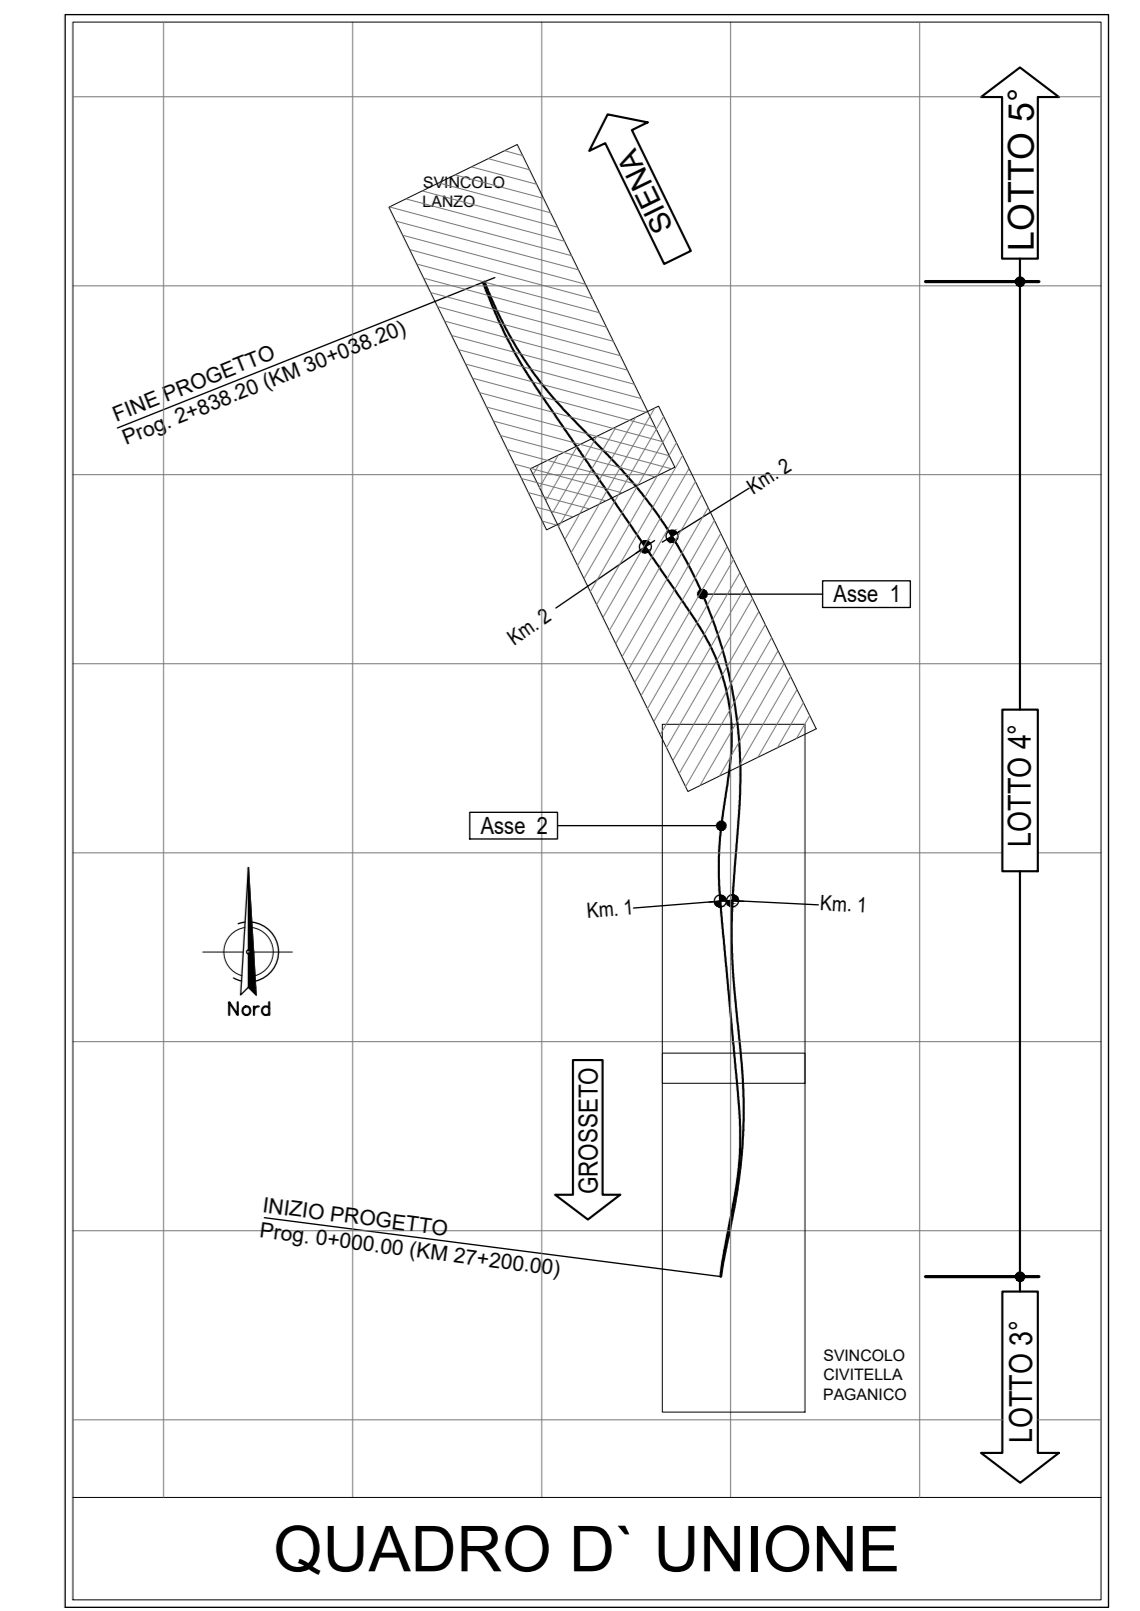 LOTTO 5°
SIENA
SVINCOLO
LANZO
FINE PROGETTO
Prog. 2+838.20 (KM 30+038.20)
Km. 2
Asse 1
Km. 2
LOTTO 4°
Asse 2
Km. 1
Km. 1
Nord
GROSSETO
INIZIO PROGETTO
Prog. 0+000.00 (KM 27+200.00)
SVINCOLO
CIVITELLA
PAGANICO
LOTTO 3°
QUADRO D` UNIONE